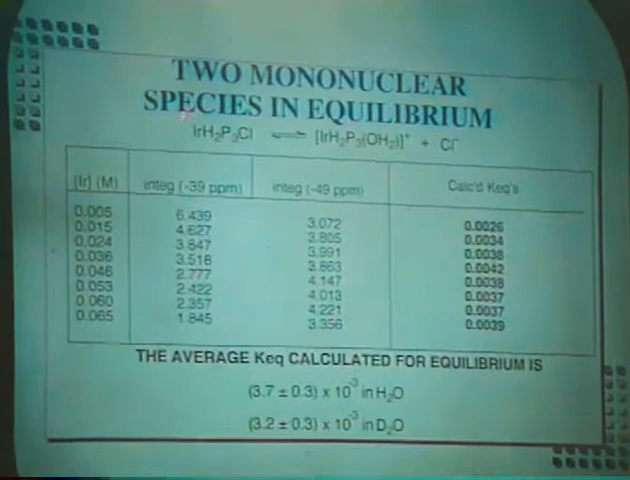 TWO MONONUCLEAR
SPECIES IN EQUILIBRIUM
IrH₂P₃Cl ⇌ [IrH₂P₃(OH₂)]⁺ + Cl⁻
[Ir] (M) integ (-39 ppm) integ (-49 ppm) Calc'd Keq's
0.005 6.439 3.072 0.0026
0.015 4.627 3.805 0.0034
0.024 3.847 3.991 0.0038
0.036 3.518 3.863 0.0042
0.046 2.777 4.147 0.0038
0.053 2.422 4.013 0.0037
0.060 2.357 4.221 0.0037
0.065 1.845 3.356 0.0039
THE AVERAGE Keq CALCULATED FOR EQUILIBRIUM IS
(3.7 ± 0.3) x 10⁻³ in H₂O
(3.2 ± 0.3) x 10⁻³ in D₂O